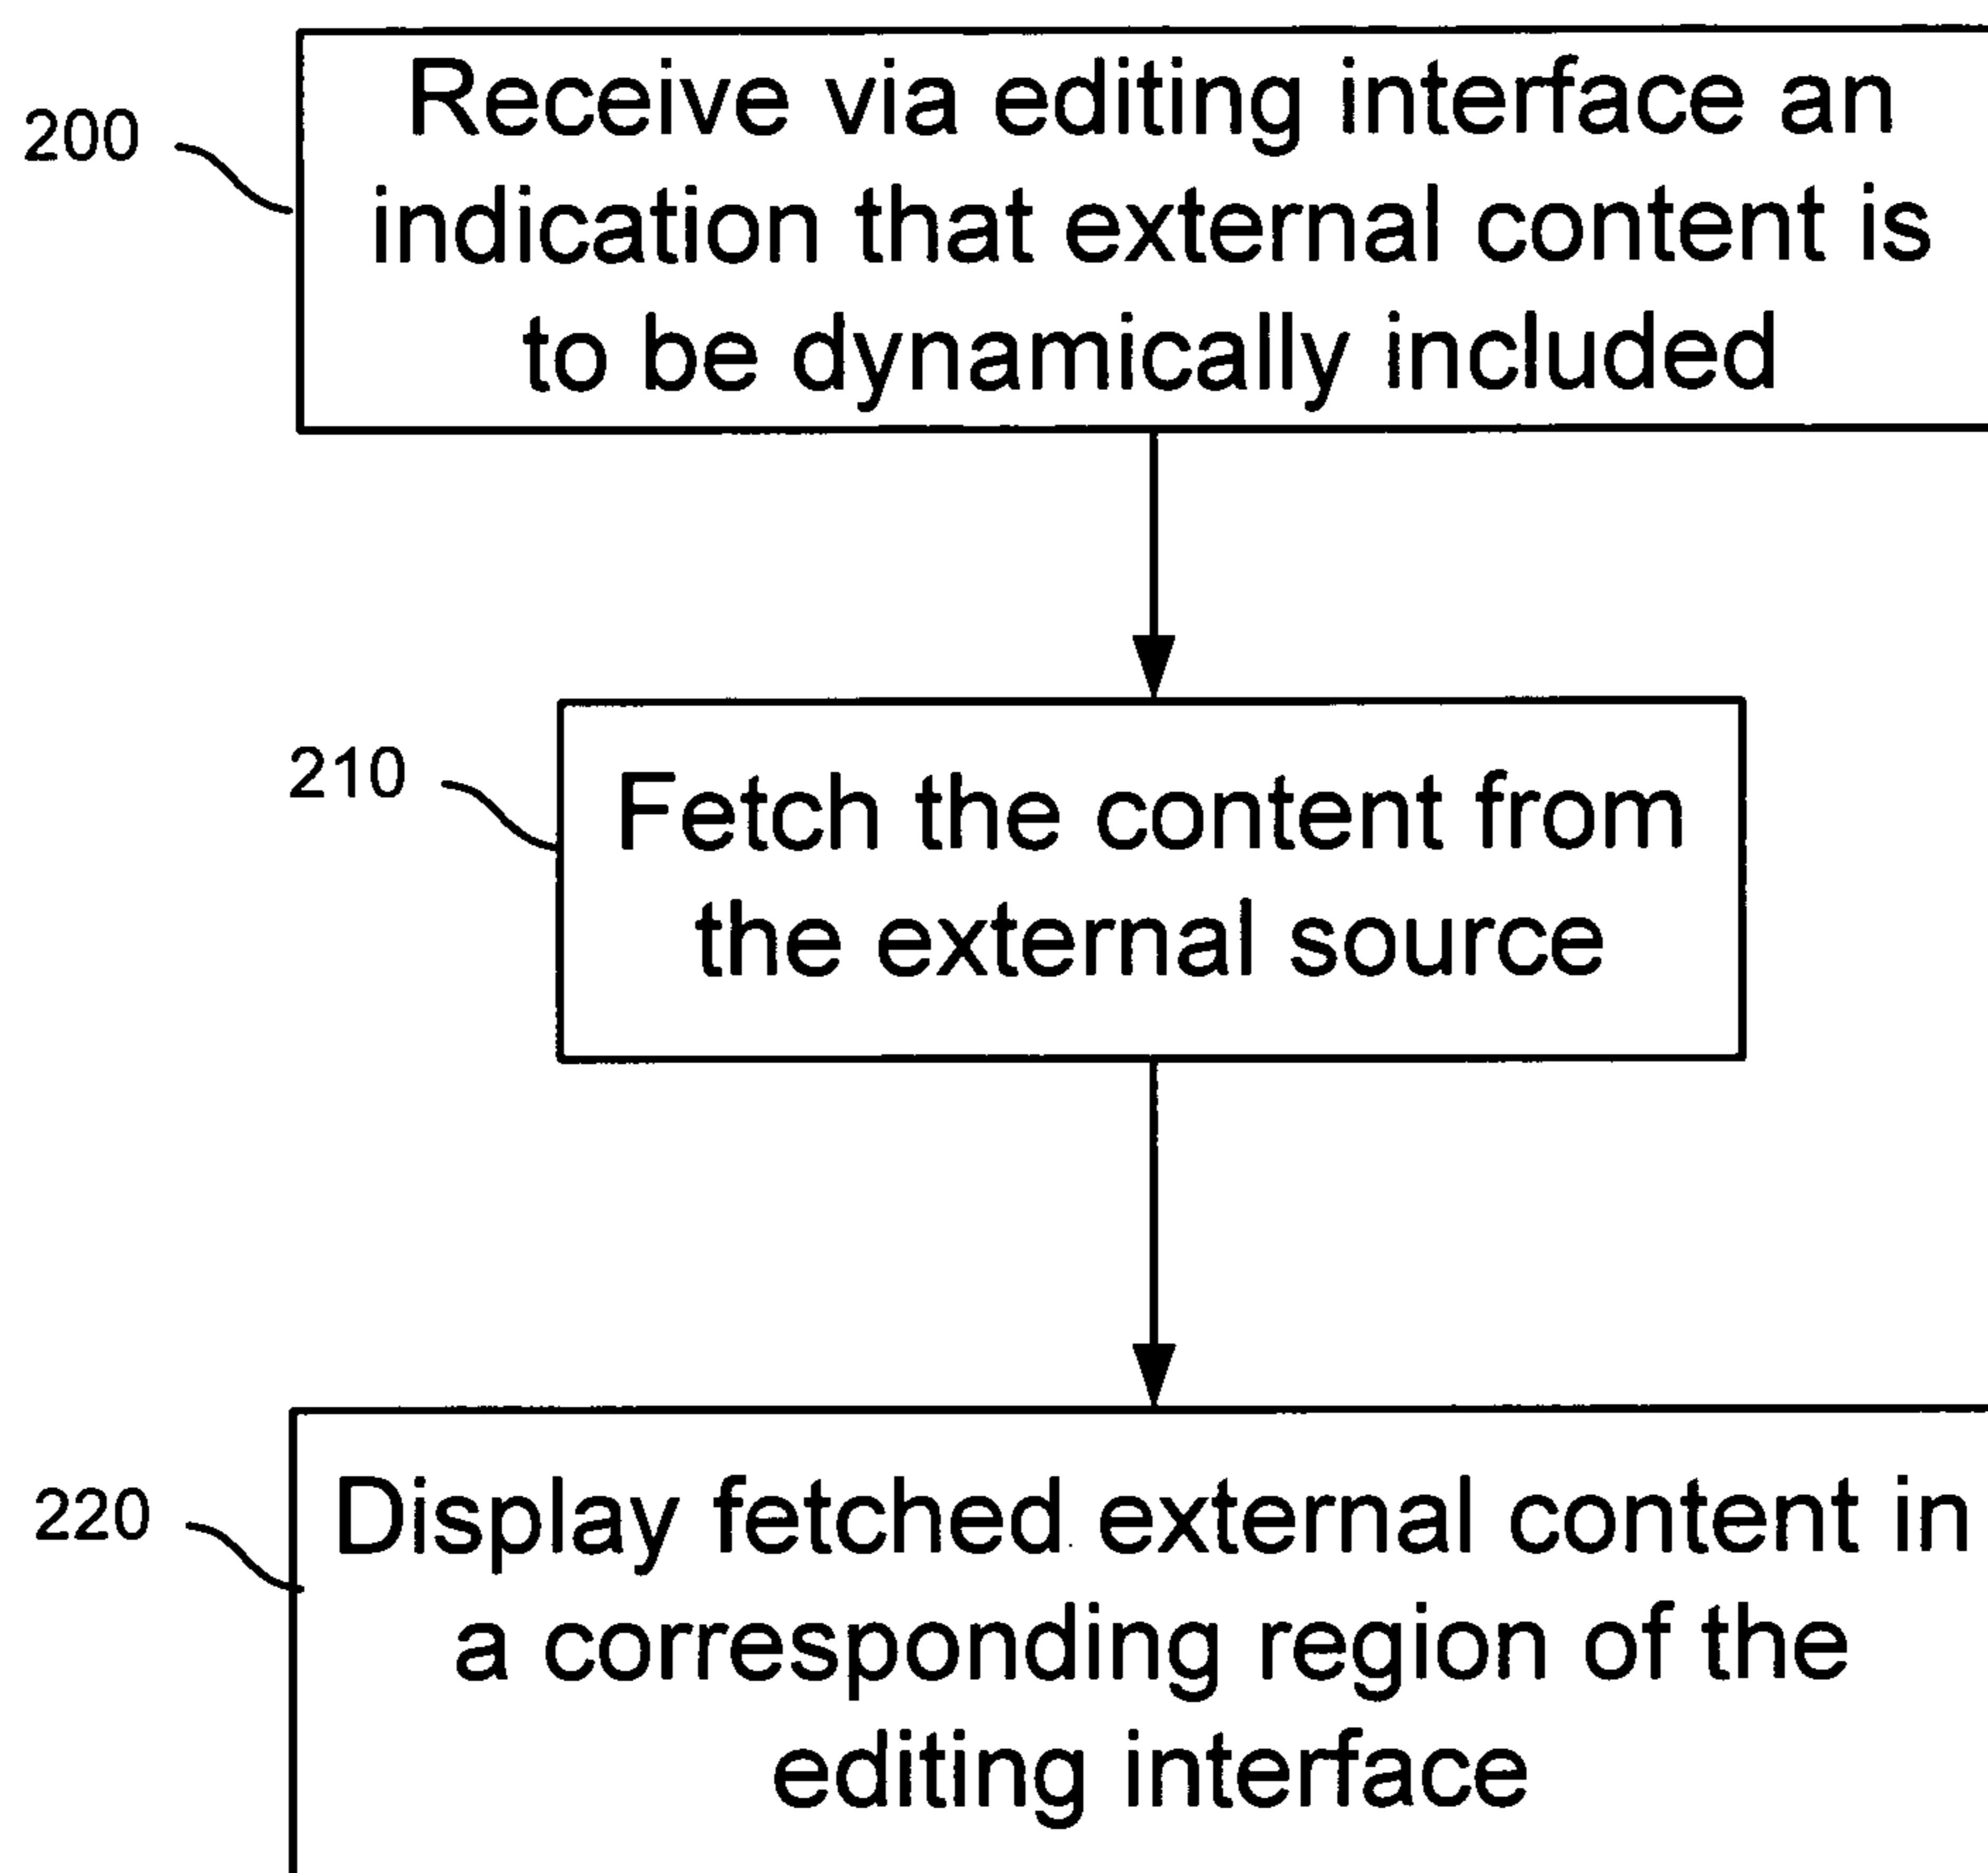 200
Receive via editing interface an
indication that external content is
to be dynamically included
210
Fetch the content from
the external source
220
Display fetched external content in
a corresponding region of the
editing interface